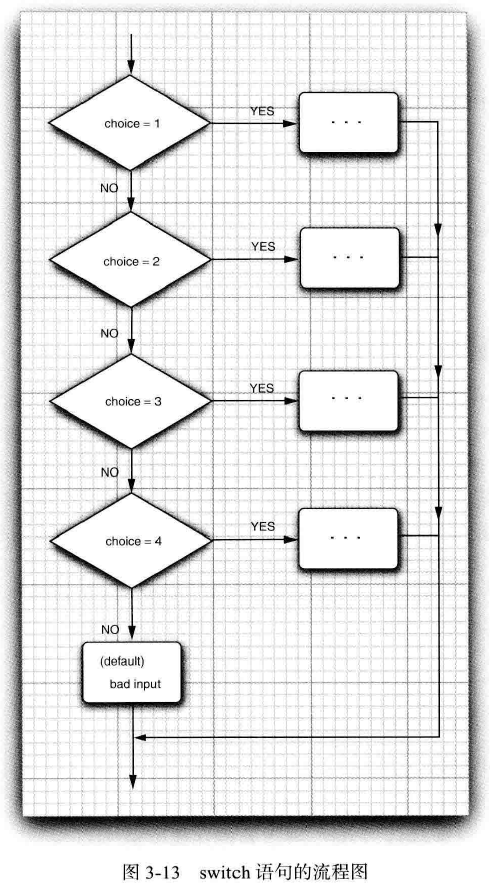 choice = 1
YES
. . .
NO
choice = 2
YES
. . .
NO
choice = 3
YES
. . .
NO
choice = 4
YES
. . .
NO
(default)
bad input
图 3-13 switch 语句的流程图